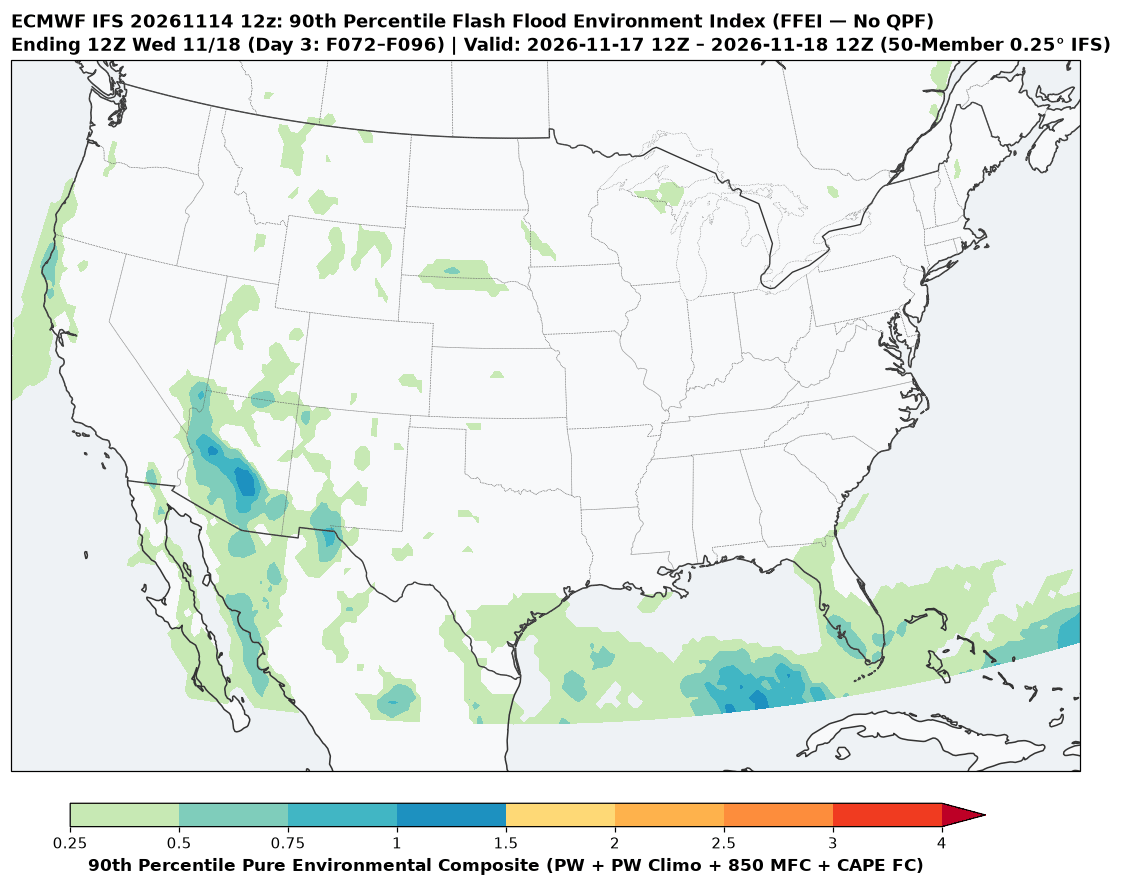 ECMWF IFS 20261114 12z: 90th Percentile Flash Flood Environment Index (FFEI — No QPF)
Ending 12Z Wed 11/18 (Day 3: F072–F096) | Valid: 2026-11-17 12Z – 2026-11-18 12Z (50-Member 0.25° IFS)
0.25 0.5 0.75 1 1.5 2 2.5 3 4
90th Percentile Pure Environmental Composite (PW + PW Climo + 850 MFC + CAPE FC)